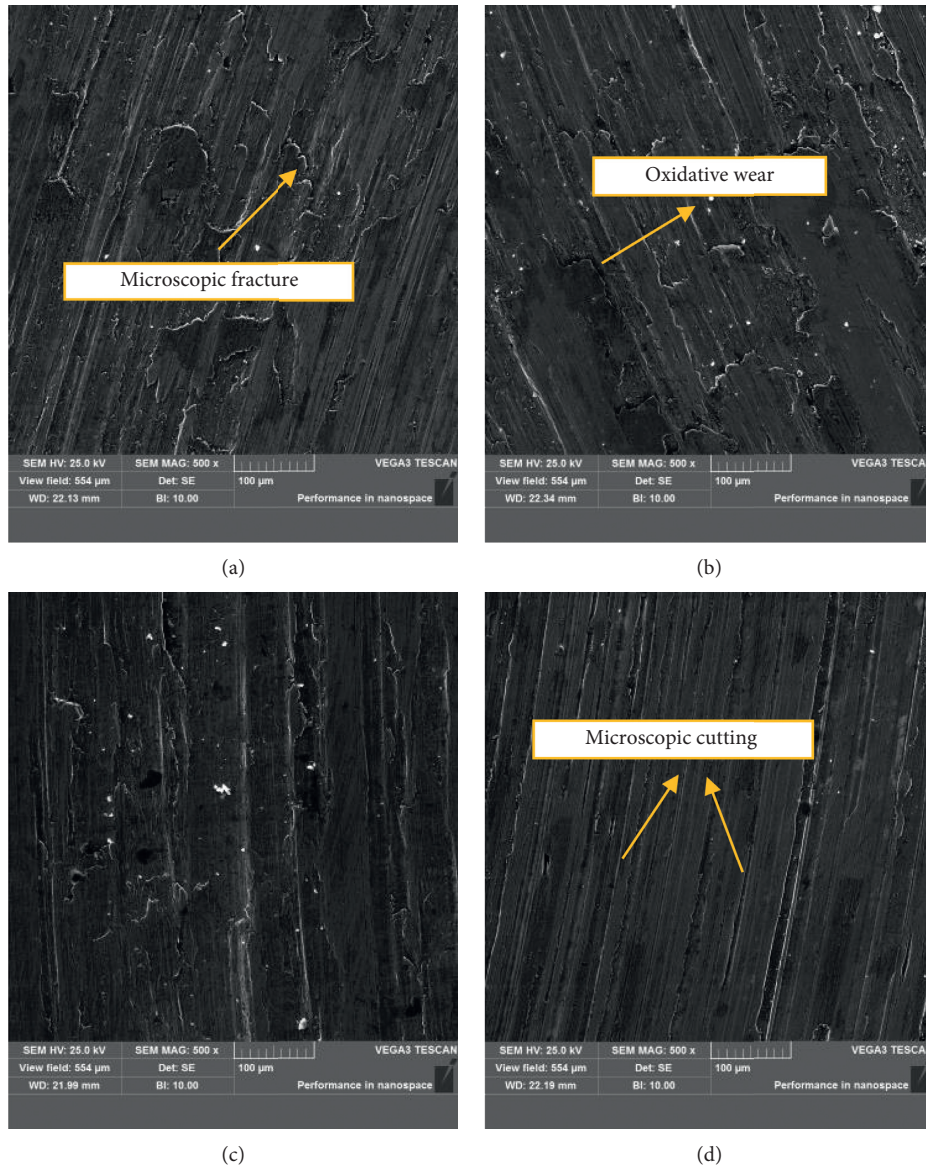 Microscopic fracture
SEM HV: 25.0 kV SEM MAG: 500 x VEGA3 TESCAN
View field: 554 µm Det: SE 100 µm
WD: 22.13 mm BI: 10.00 Performance in nanospace
(a)
Oxidative wear
SEM HV: 25.0 kV SEM MAG: 500 x VEGA3 TESCAN
View field: 554 µm Det: SE 100 µm
WD: 22.34 mm BI: 10.00 Performance in nanospace
(b)
SEM HV: 25.0 kV SEM MAG: 500 x VEGA3 TESCAN
View field: 554 µm Det: SE 100 µm
WD: 21.99 mm BI: 10.00 Performance in nanospace
(c)
Microscopic cutting
SEM HV: 25.0 kV SEM MAG: 500 x VEGA3 TESCAN
View field: 554 µm Det: SE 100 µm
WD: 22.19 mm BI: 10.00 Performance in nanospace
(d)